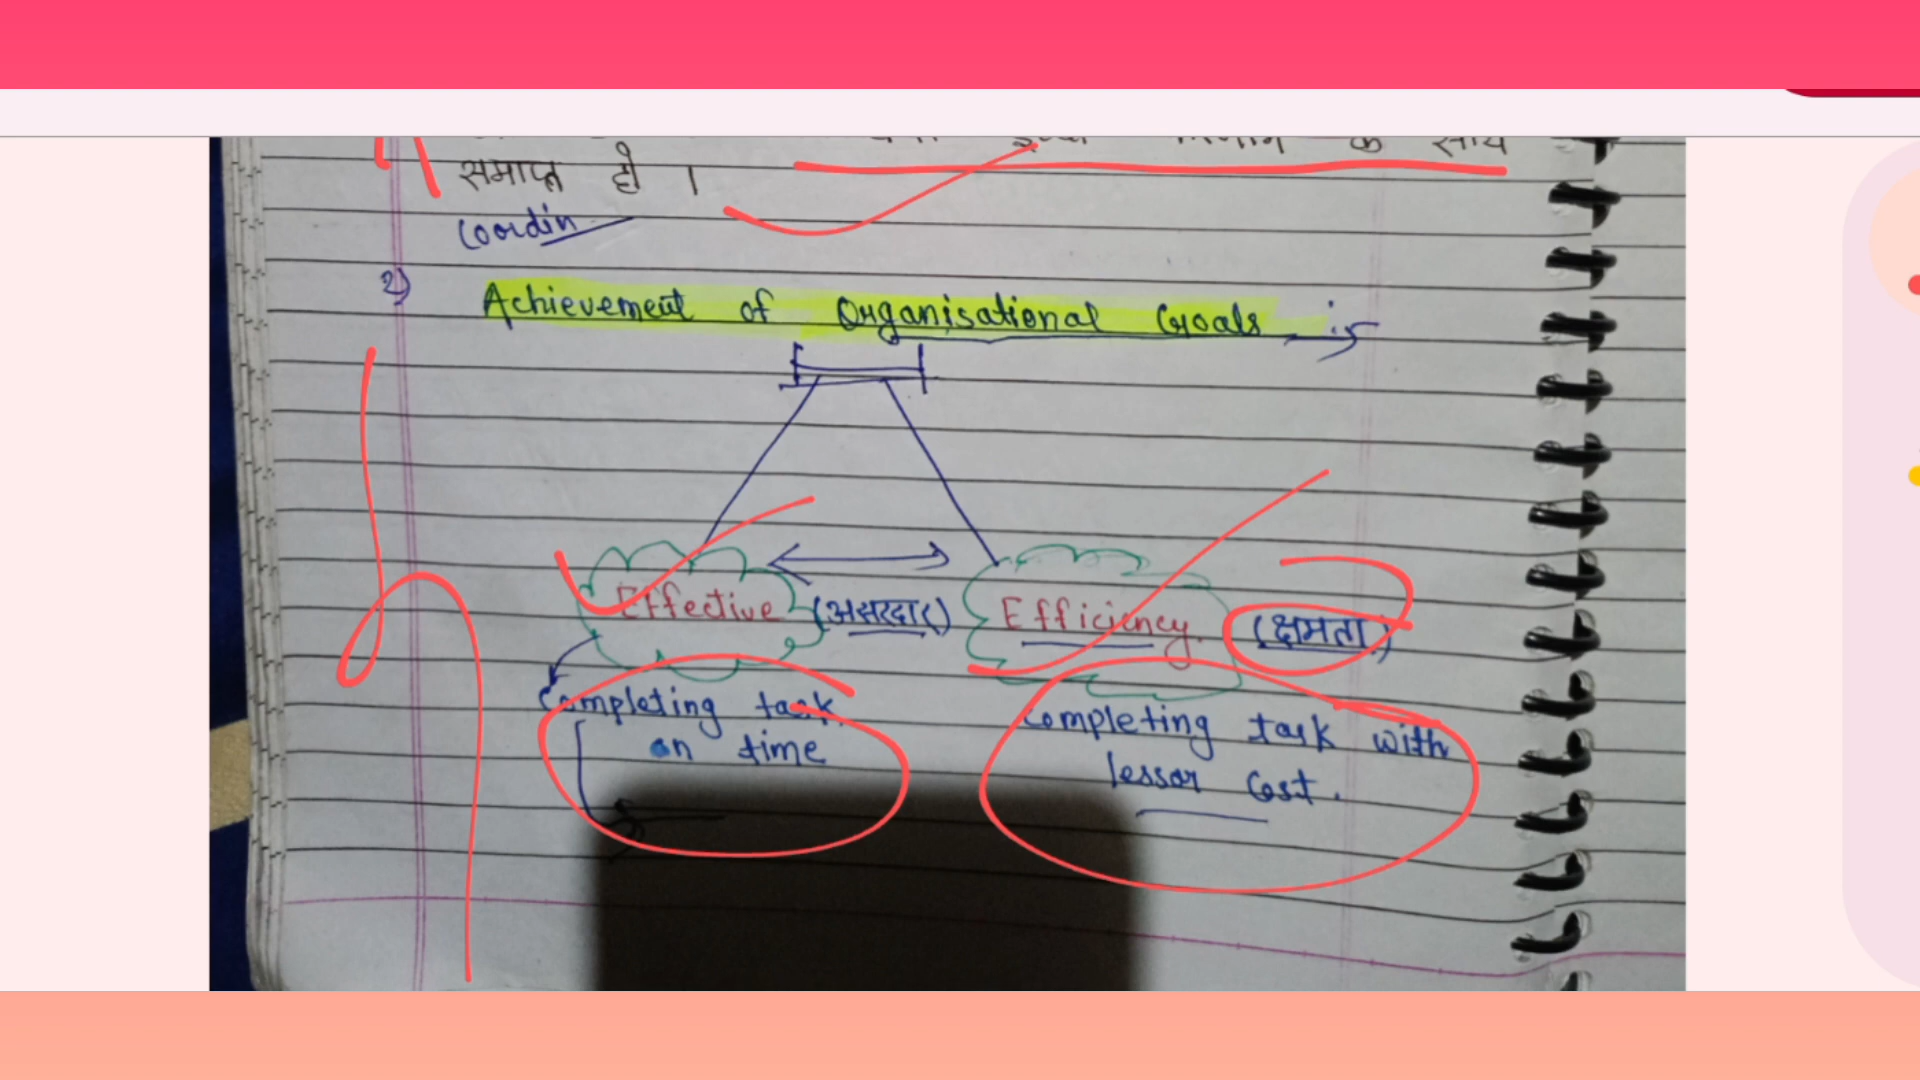 के साथ
समाप्त हो ।
Coordin
2) Achievement of Organisational Goals :-
Effective (असरदार) Efficiency. (क्षमता)
Completing task on time
Completing task with lessor Cost.